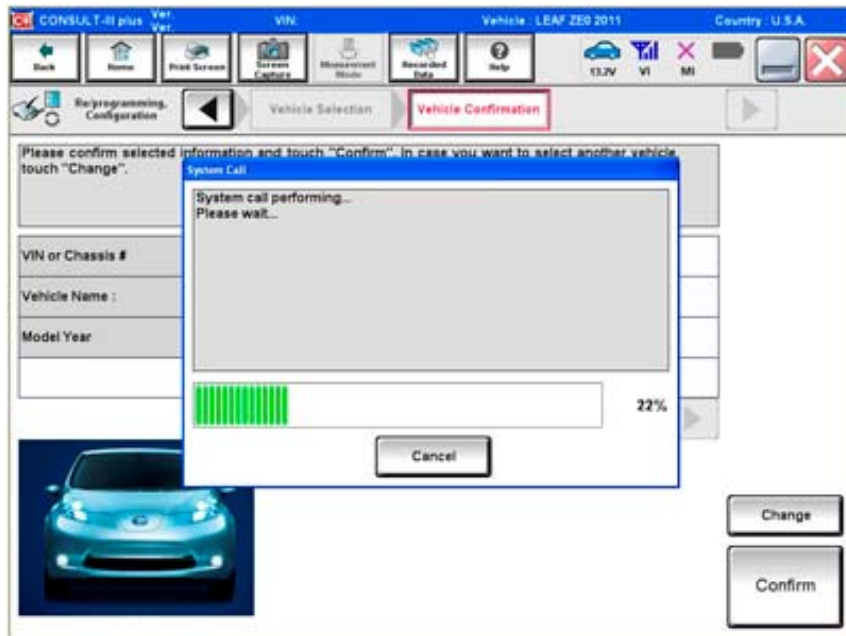 CONSULT-III plus Ver. VIN: Vehicle : LEAF ZE0 2011 Country : U.S.A.
Ver.
Back Home Print Screen Screen Capture Measurement Mode Recorded Data Help 13.2V VI MI
Re/programming, Configuration Vehicle Selection Vehicle Confirmation
Please confirm selected information and touch "Confirm". In case you want to select another vehicle,
touch "Change".
System Call
System call performing...
Please wait...
VIN or Chassis #
Vehicle Name :
Model Year
22%
Cancel
Change
Confirm